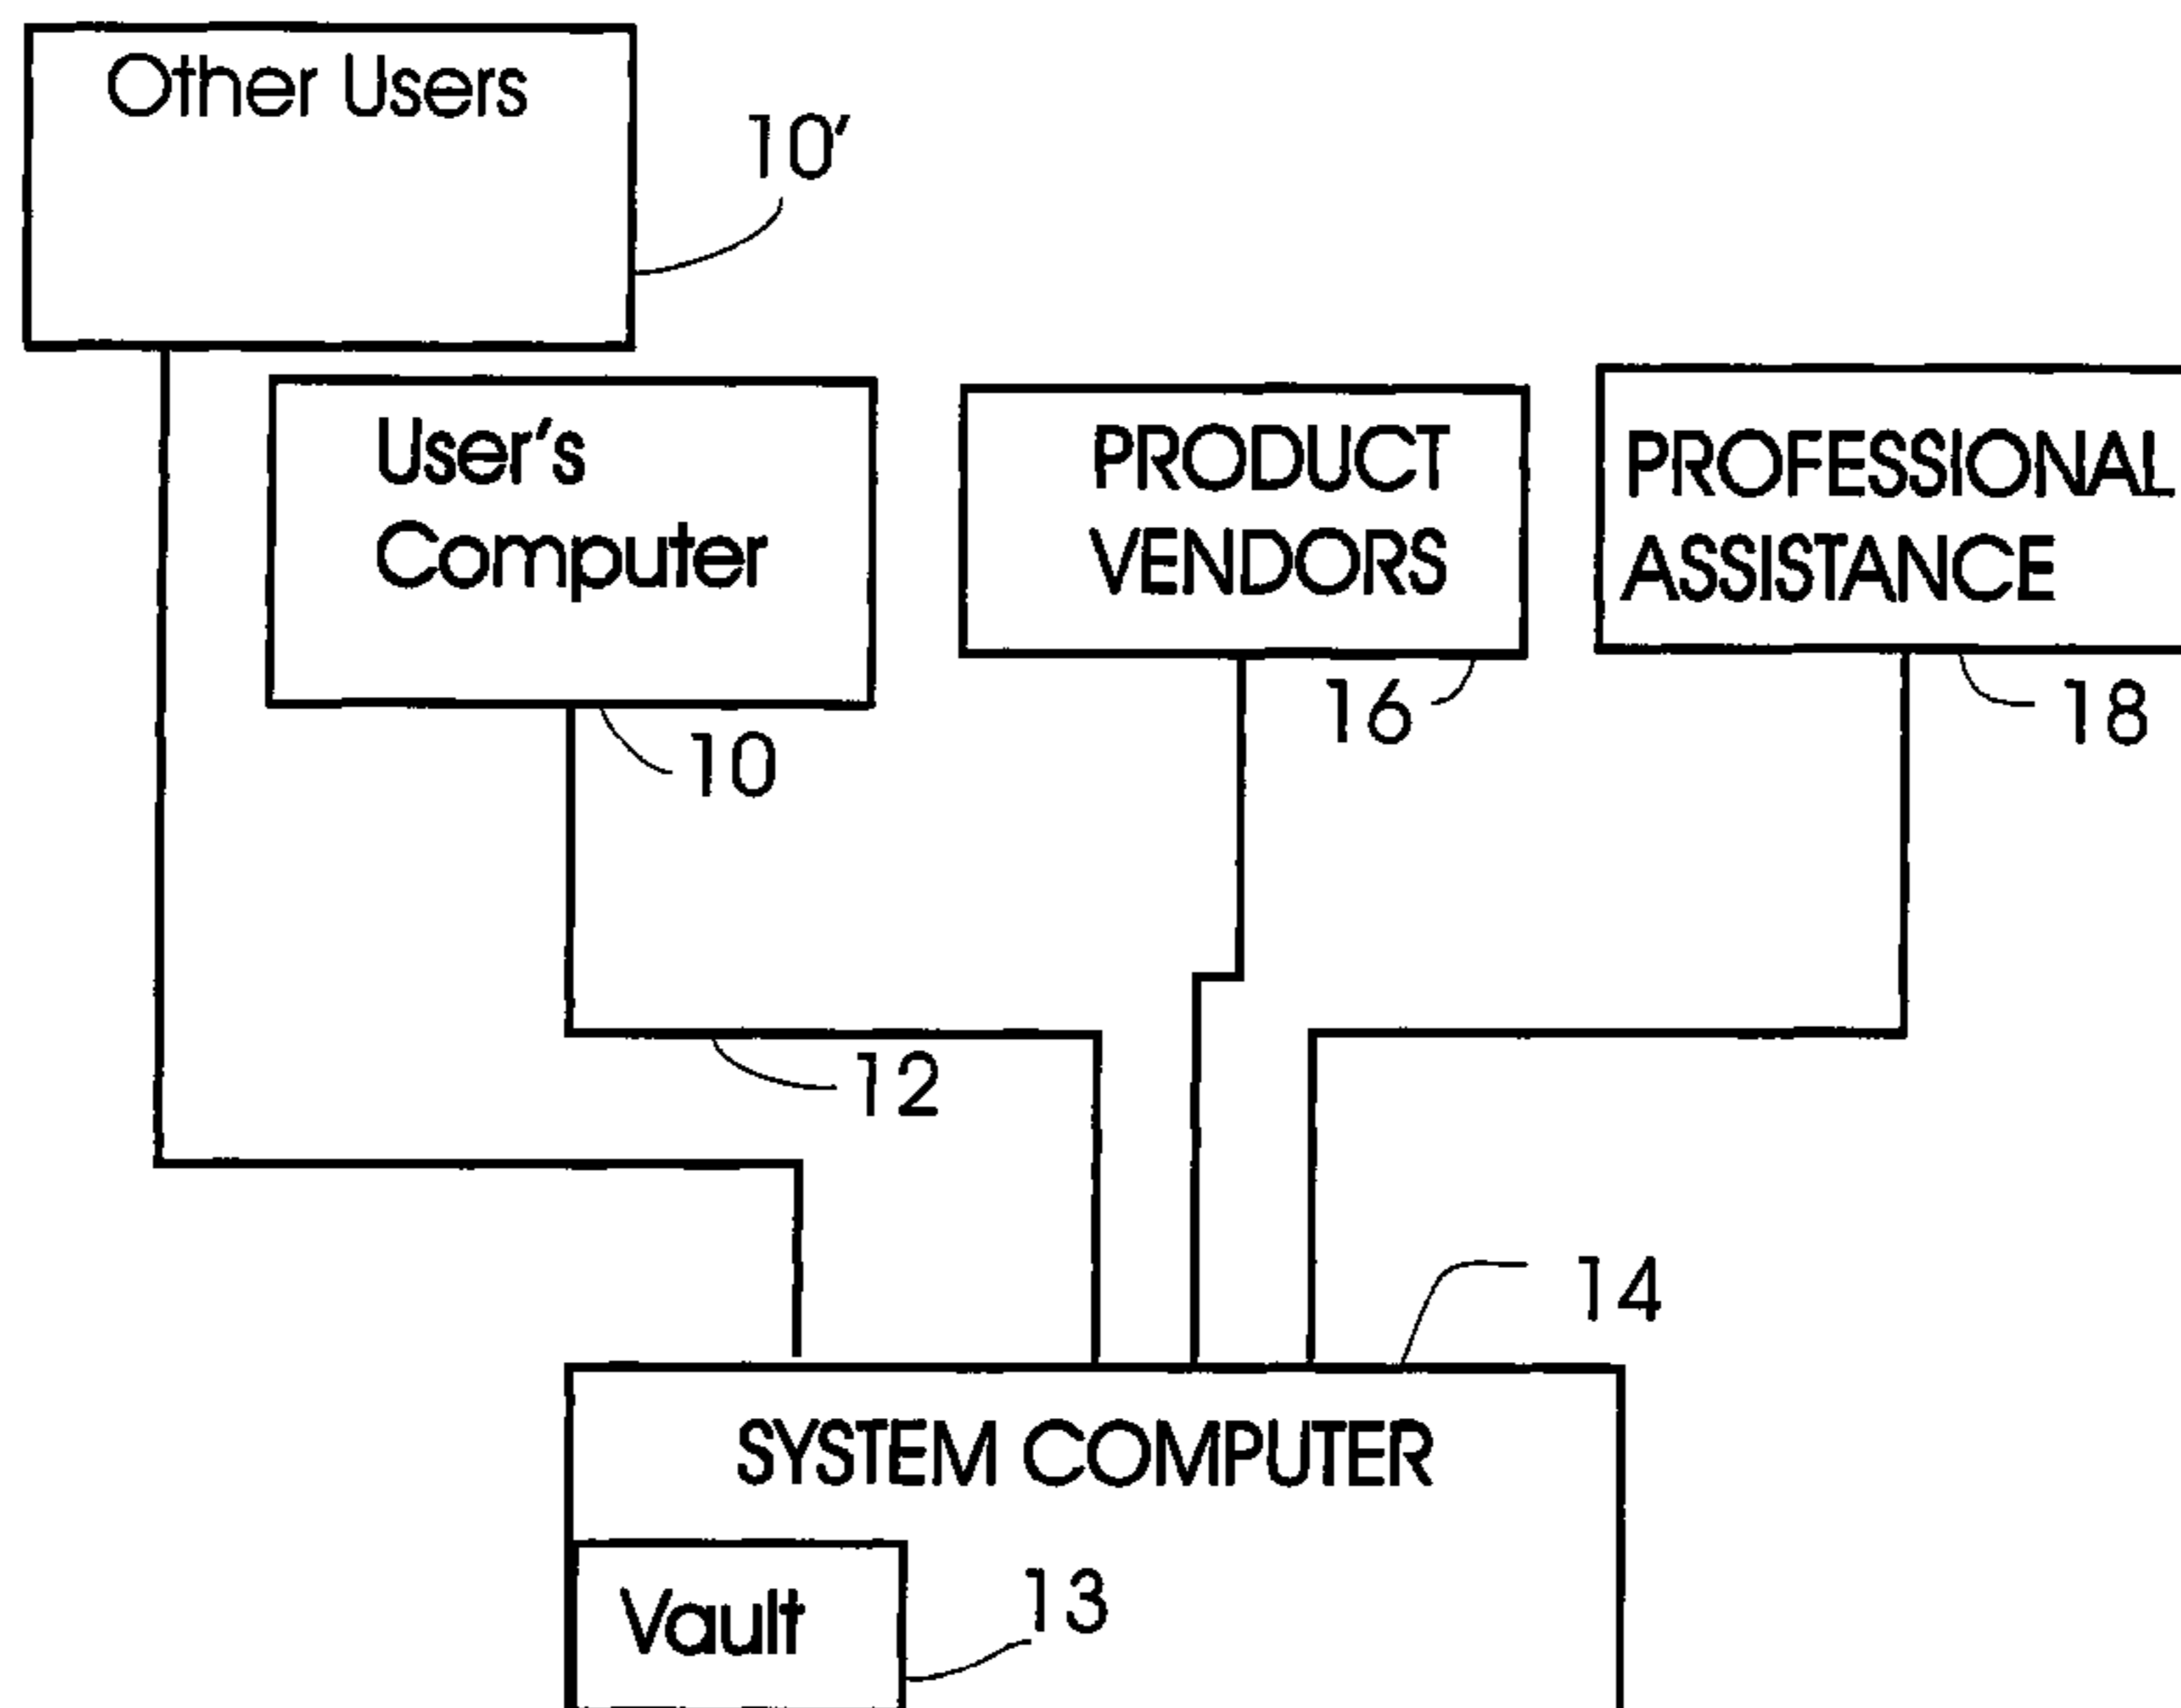 Other Users
10'
User's
Computer
10
PRODUCT
VENDORS
16
PROFESSIONAL
ASSISTANCE
18
12
14
SYSTEM COMPUTER
Vault
13